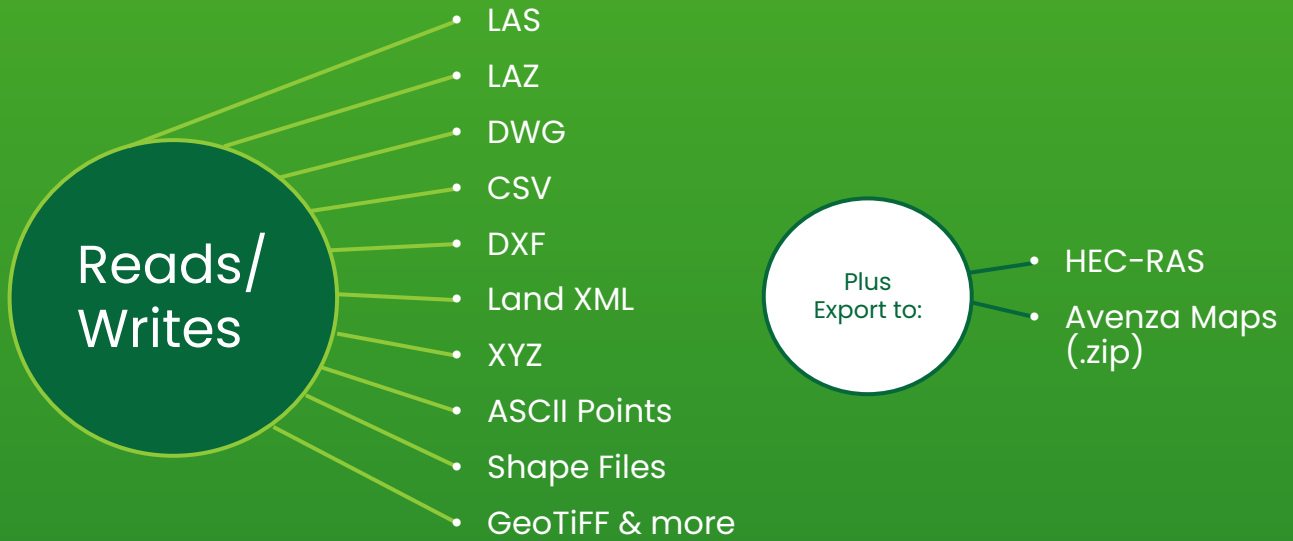 Reads/
Writes
LAS
LAZ
DWG
CSV
DXF
Land XML
XYZ
ASCII Points
Shape Files
GeoTiFF & more
Plus
Export to:
HEC-RAS
Avenza Maps
(.zip)